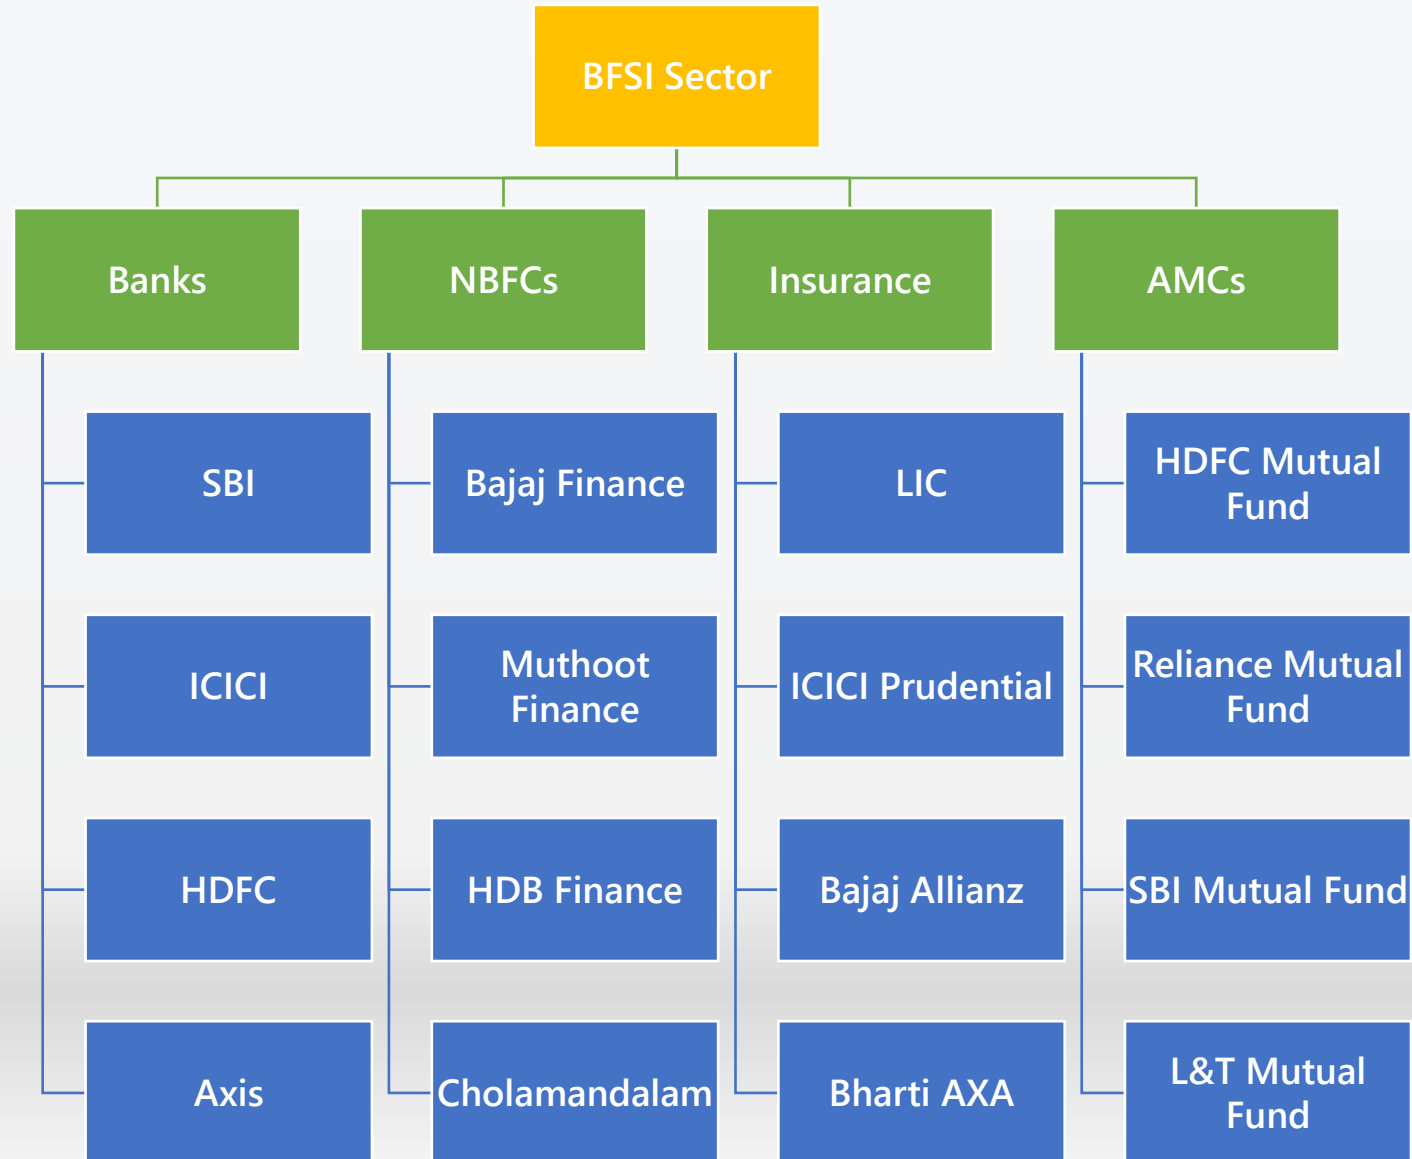 BFSI Sector
Banks
NBFCs
Insurance
AMCs
SBI
Bajaj Finance
LIC
HDFC Mutual
Fund
ICICI
Muthoot
Finance
ICICI Prudential
Reliance Mutual
Fund
HDFC
HDB Finance
Bajaj Allianz
SBI Mutual Fund
Axis
Cholamandalam
Bharti AXA
L&T Mutual
Fund